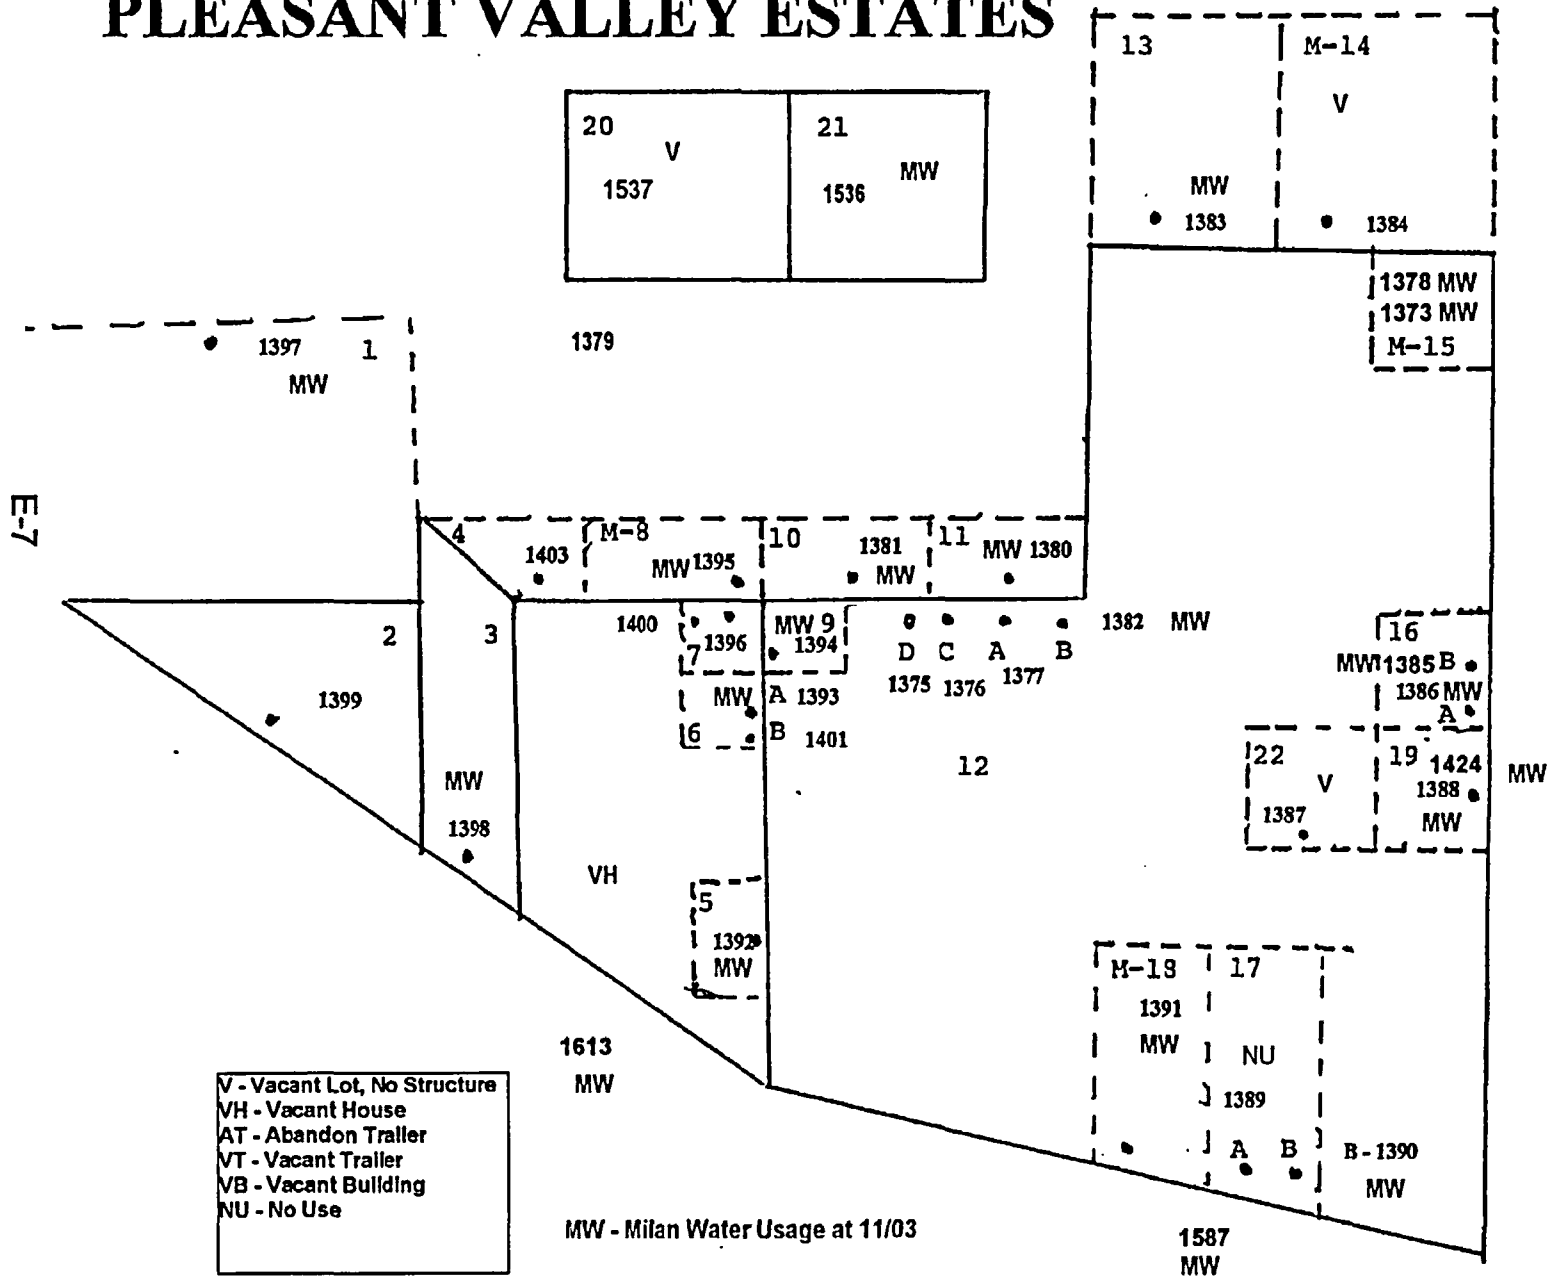 PLEASANT VALLEY ESTATES
13
M-14
V
20
V
1537
21
MW
1536
MW
1383
1384
1378 MW
1373 MW
M-15
1397
1
MW
1379
E-7
4
1403
M-8
MW 1395
10
1381
MW
11
MW 1380
2
3
1400
7
1396
MW 9
1394
D
C
A
B
1375
1376
1377
1382 MW
16
MW 1385 B
1386 MW
A
1399
MW
6
A 1393
B 1401
12
22
V
1387
19
1424
1388
MW
MW
MW
1398
VH
5
1392
MW
M-18
1391
MW
17
NU
1389
A B
B - 1390
MW
1613
MW
V - Vacant Lot, No Structure
VH - Vacant House
AT - Abandon Trailer
VT - Vacant Trailer
VB - Vacant Building
NU - No Use
MW - Milan Water Usage at 11/03
1587
MW